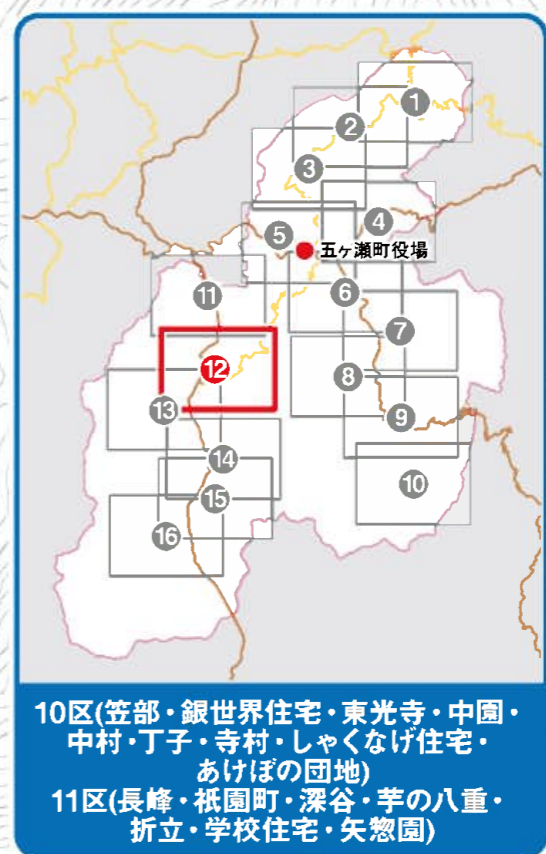 1
2
3
4
5
五ヶ瀬町役場
6
11
7
12
8
13
9
14
10
15
16
10区(笠部・銀世界住宅・東光寺・中園・
中村・丁子・寺村・しゃくなげ住宅・
あけぼの団地)
11区(長峰・祇園町・深谷・芋の八重・
折立・学校住宅・矢惣園)